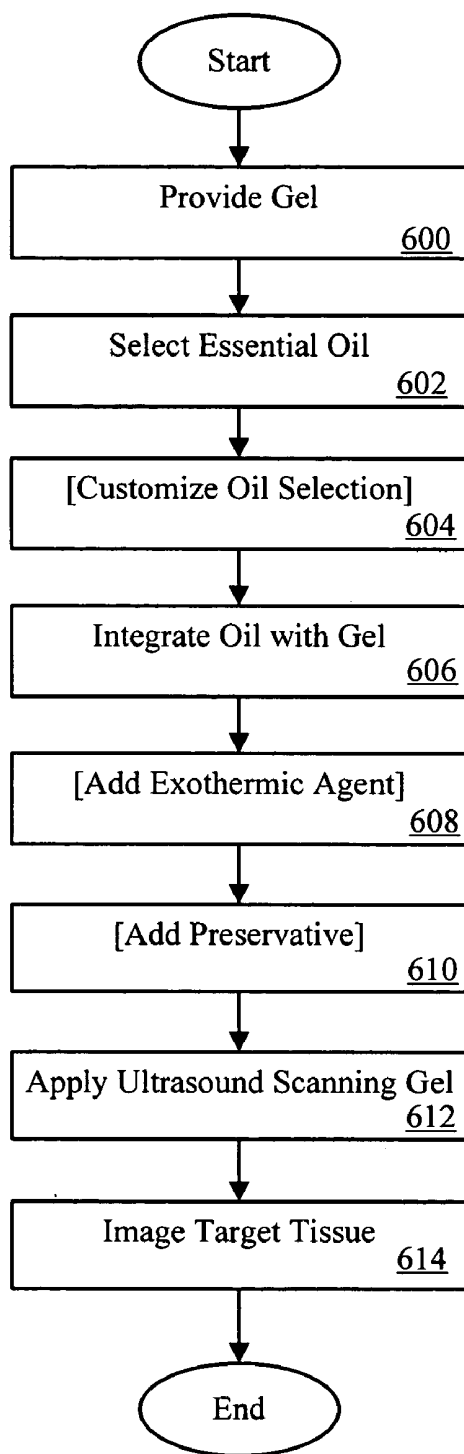 Start
Provide Gel
600
Select Essential Oil
602
[Customize Oil Selection]
604
Integrate Oil with Gel
606
[Add Exothermic Agent]
608
[Add Preservative]
610
Apply Ultrasound Scanning Gel
612
Image Target Tissue
614
End